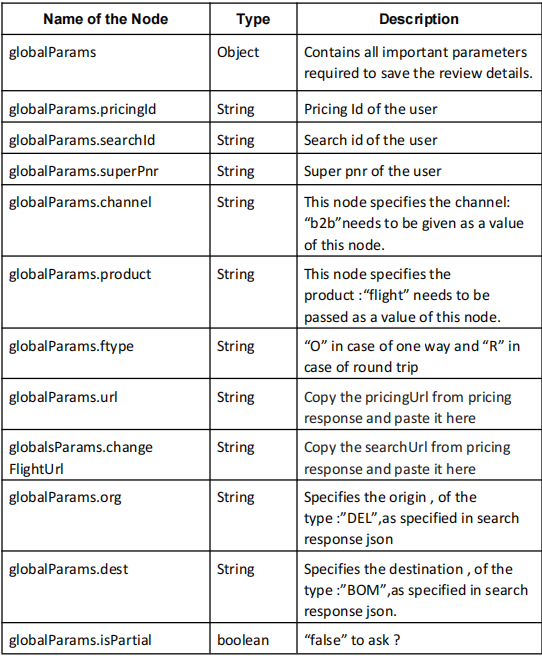 Name of the Node Type Description
globalParams Object Contains all important parameters
required to save the review details.
globalParams.pricingId String Pricing Id of the user
globalParams.searchId String Search id of the user
globalParams.superPnr String Super pnr of the user
globalParams.channel String This node specifies the channel:
“b2b”needs to be given as a value
of this node.
globalParams.product String This node specifies the
product :“flight” needs to be
passed as a value of this node.
globalParams.ftype String “O” in case of one way and “R” in
case of round trip
globalParams.url String Copy the pricingUrl from pricing
response and paste it here
globalsParams.change String Copy the searchUrl from pricing
FlightUrl response and paste it here
globalParams.org String Specifies the origin , of the
type :”DEL”,as specified in search
response json
globalParams.dest String Specifies the destination , of the
type :”BOM”,as specified in search
response json.
globalParams.isPartial boolean “false” to ask ?